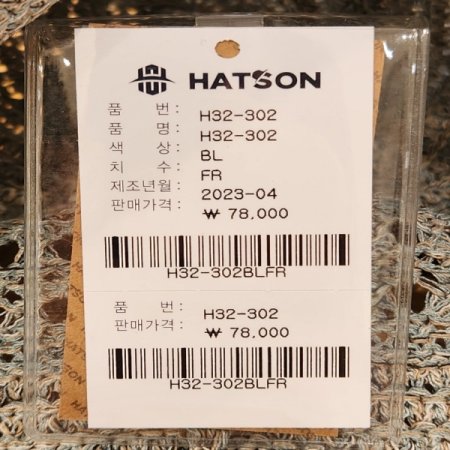 HATSON
품 번 : H32-302
품 명 : H32-302
색 상 : BL
치 수 : FR
제조년월 : 2023-04
판매가격 : ₩ 78,000
H32-302BLFR
품 번 : H32-302
판매가격 : ₩ 78,000
H32-302BLFR
HATSON